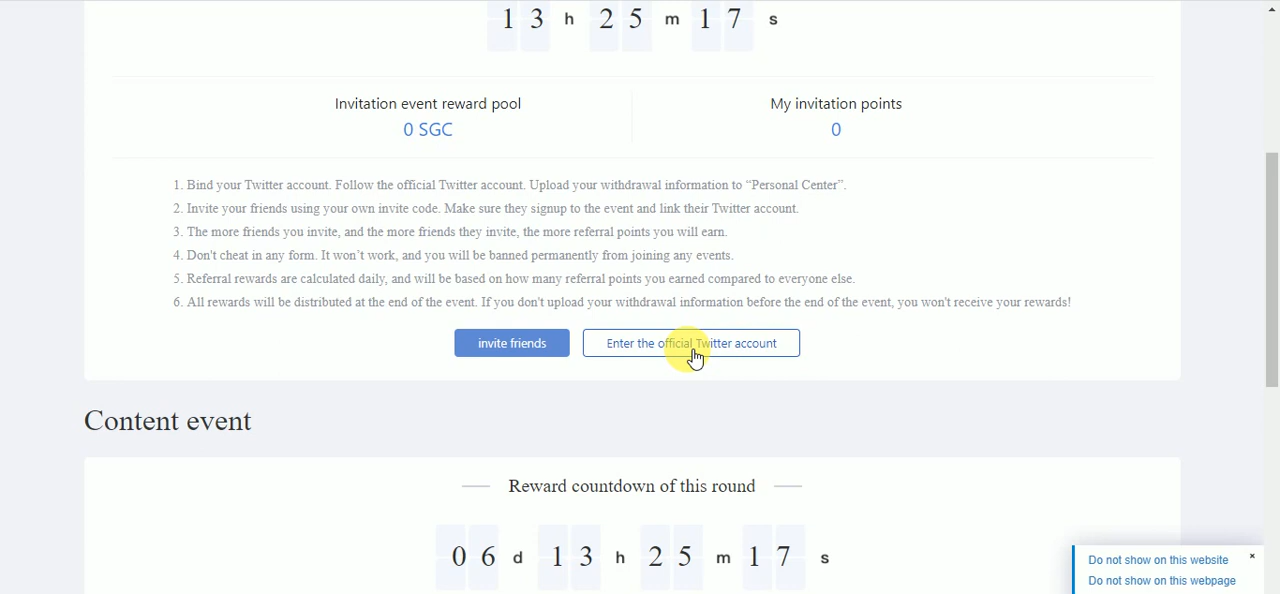 13 h 25 m 17 s
Invitation event reward pool
0 SGC
My invitation points
0
1. Bind your Twitter account. Follow the official Twitter account. Upload your withdrawal information to “Personal Center”.
2. Invite your friends using your own invite code. Make sure they signup to the event and link their Twitter account.
3. The more friends you invite, and the more friends they invite, the more referral points you will earn.
4. Don't cheat in any form. It won’t work, and you will be banned permanently from joining any events.
5. Referral rewards are calculated daily, and will be based on how many referral points you earned compared to everyone else.
6. All rewards will be distributed at the end of the event. If you don't upload your withdrawal information before the end of the event, you won't receive your rewards!
invite friends
Enter the official Twitter account
Content event
Reward countdown of this round
06 d 13 h 25 m 17 s
Do not show on this website
Do not show on this webpage